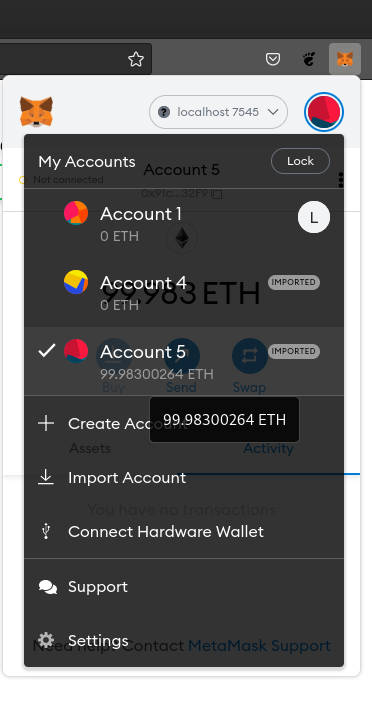 localhost 7545
My Accounts
Lock
Account 5
Not connected
0x9fc...32F9
Account 1
L
0 ETH
99.983 ETH
Account 4
IMPORTED
0 ETH
Account 5
IMPORTED
99.98300264 ETH
Buy
Send
Swap
Create Account
99.98300264 ETH
Assets
Activity
Import Account
You have no transactions
Connect Hardware Wallet
Support
Settings
Need help? Contact MetaMask Support